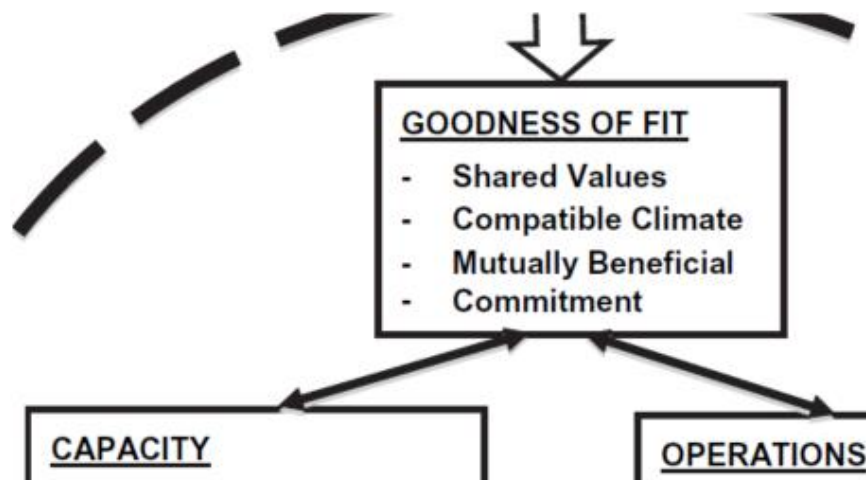 GOODNESS OF FIT
- Shared Values
- Compatible Climate
- Mutually Beneficial
- Commitment
CAPACITY
OPERATIONS